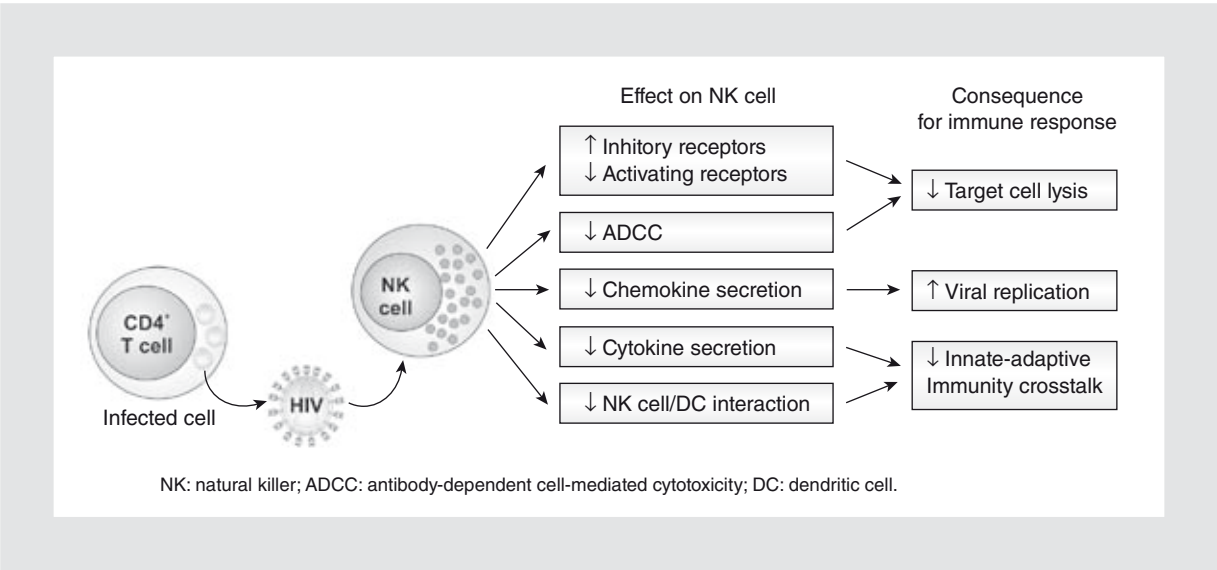 Effect on NK cell
Consequence
for immune response
↑ Inhitory receptors
↓ Activating receptors
↓ ADCC
↓ Chemokine secretion
↓ Cytokine secretion
↓ NK cell/DC interaction
↓ Target cell lysis
↑ Viral replication
↓ Innate-adaptive
Immunity crosstalk
NK
cell
CD4⁺
T cell
Infected cell
HIV
NK: natural killer; ADCC: antibody-dependent cell-mediated cytotoxicity; DC: dendritic cell.